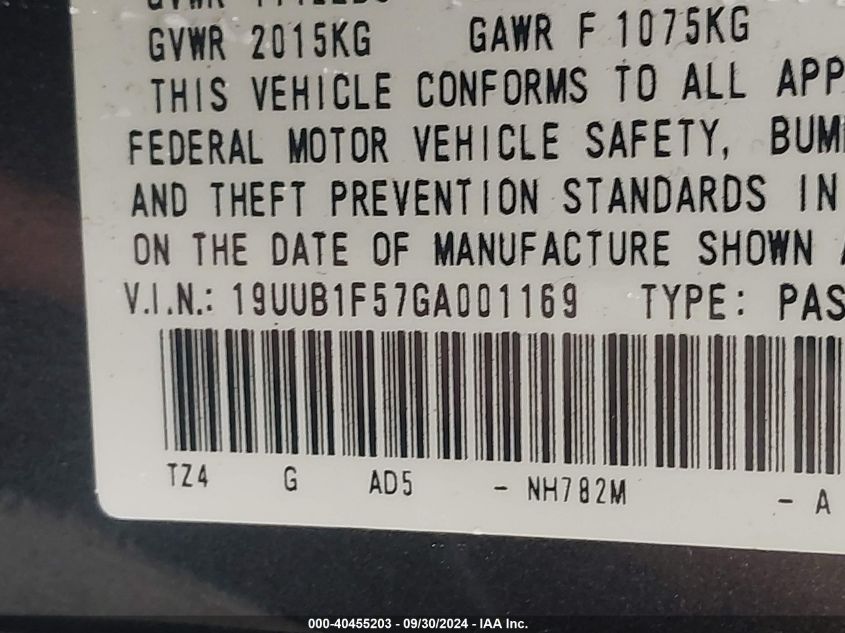 GVWR 2015KG GAWR F 1075KG
THIS VEHICLE CONFORMS TO ALL APP
FEDERAL MOTOR VEHICLE SAFETY, BUM
AND THEFT PREVENTION STANDARDS IN
ON THE DATE OF MANUFACTURE SHOWN A
V.I.N.: 19UUB1F57GA001169 TYPE: PAS
TZ4 G AD5 - NH782M - A
000-40455203 - 09/30/2024 - IAA Inc.